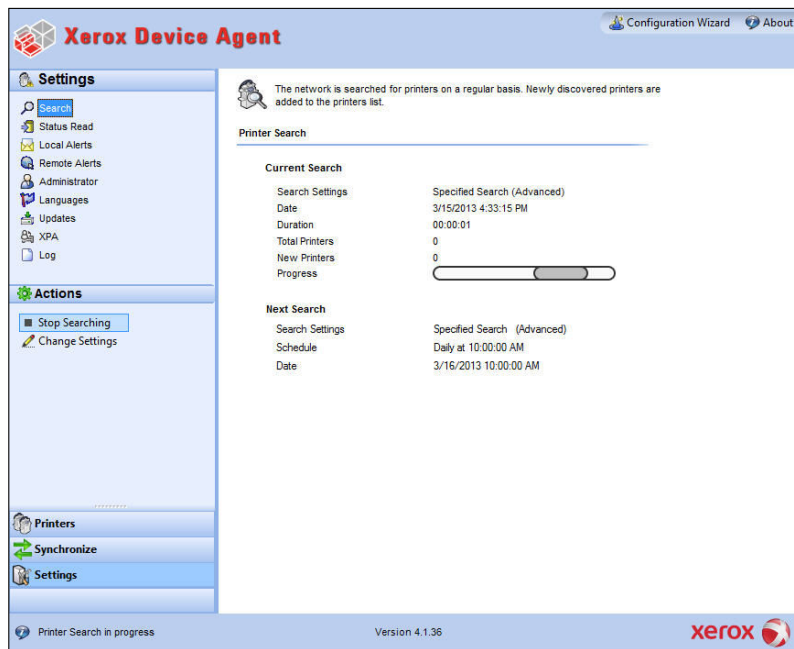 Xerox Device Agent
Configuration Wizard About
Settings
Search
Status Read
Local Alerts
Remote Alerts
Administrator
Languages
Updates
XPA
Log
Actions
Stop Searching
Change Settings
Printers
Synchronize
Settings
The network is searched for printers on a regular basis. Newly discovered printers are
added to the printers list.
Printer Search
Current Search
Search Settings Specified Search (Advanced)
Date 3/15/2013 4:33:15 PM
Duration 00:00:01
Total Printers 0
New Printers 0
Progress
Next Search
Search Settings Specified Search (Advanced)
Schedule Daily at 10:00:00 AM
Date 3/16/2013 10:00:00 AM
Printer Search in progress Version 4.1.36 xerox